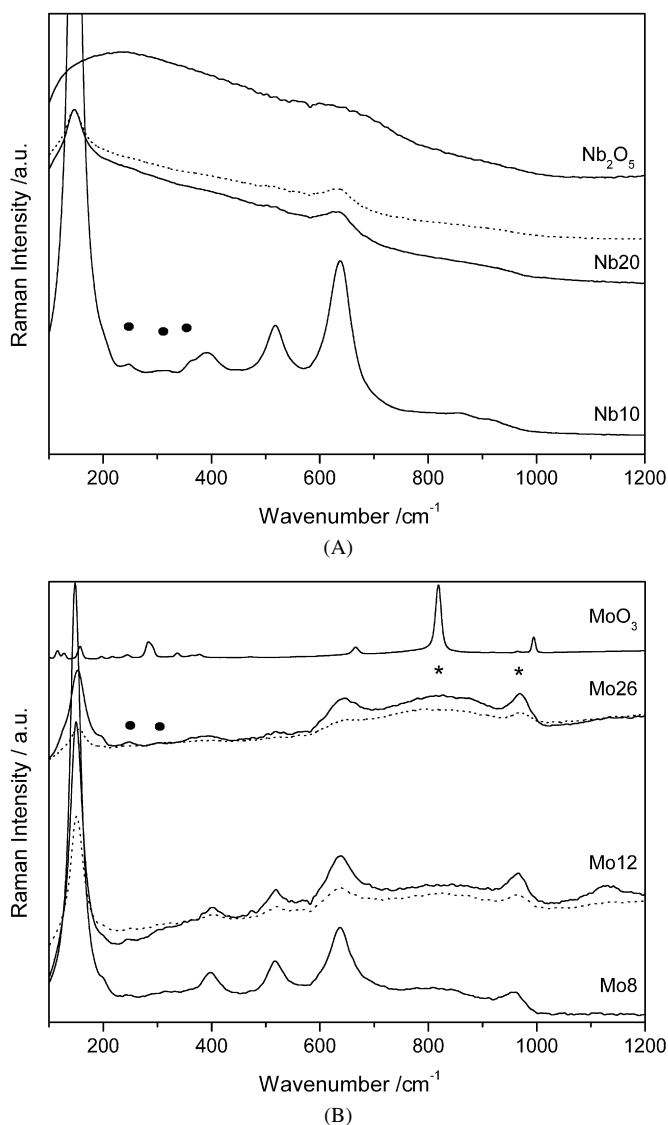 Raman Intensity /a.u.
Nb₂O₅
Nb20
Nb10
200 400 600 800 1000 1200
Wavenumber /cm⁻¹
(A)
Raman Intensity / a.u.
MoO₃
* *
Mo26
Mo12
Mo8
200 400 600 800 1000 1200
Wavenumber /cm⁻¹
(B)